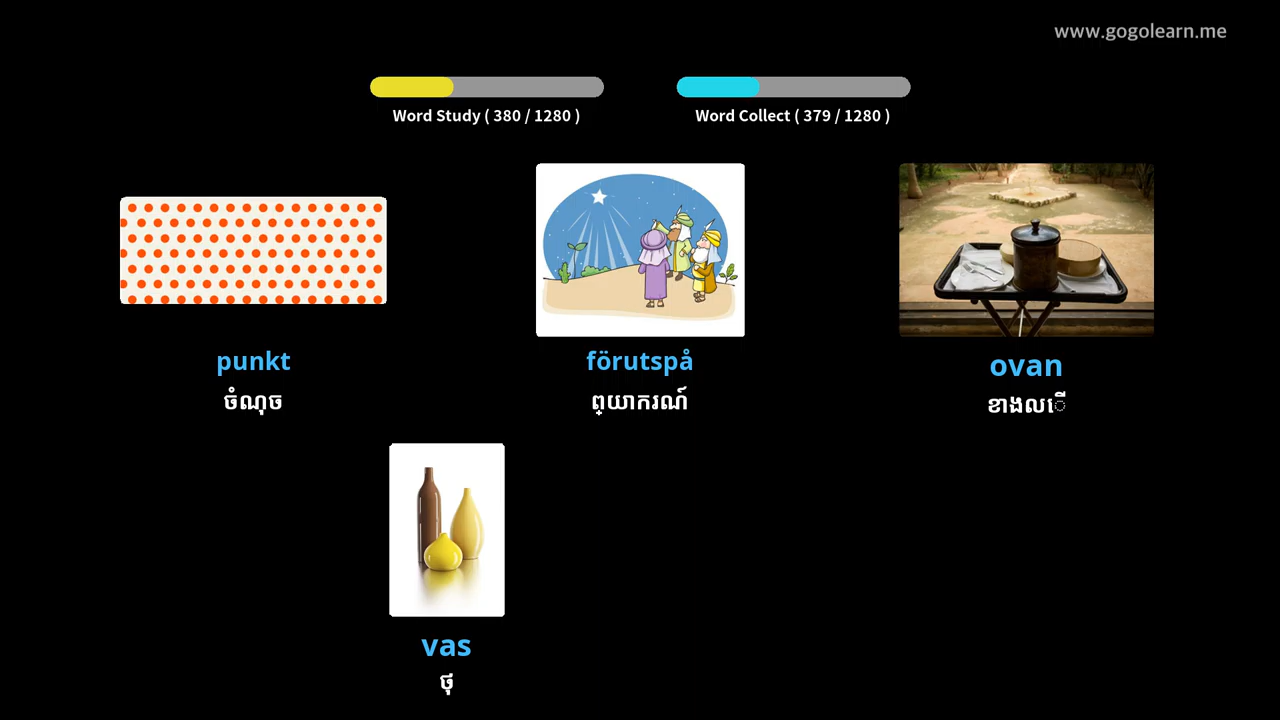 www.gogolearn.me
Word Study ( 380 / 1280 )
Word Collect ( 379 / 1280 )
punkt
ចំណុច
förutspå
ព្យាករណ៍
ovan
ខាងលើ
vas
ថុ